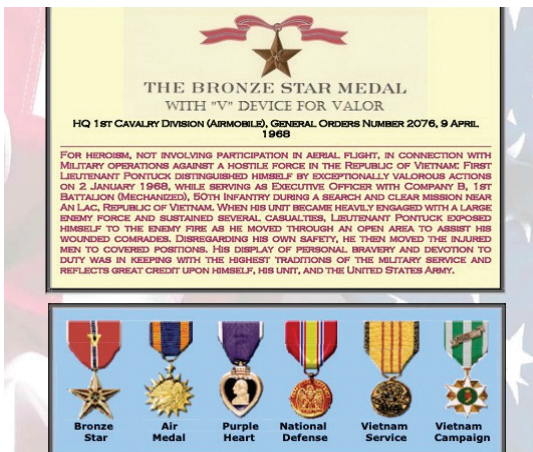 THE BRONZE STAR MEDAL
WITH "V" DEVICE FOR VALOR
HQ 1ST CAVALRY DIVISION (AIRMOBILE), GENERAL ORDERS NUMBER 2076, 9 APRIL
1968
FOR HEROISM, NOT INVOLVING PARTICIPATION IN AERIAL FLIGHT, IN CONNECTION WITH
MILITARY OPERATIONS AGAINST A HOSTILE FORCE IN THE REPUBLIC OF VIETNAM: FIRST
LIEUTENANT PONTUCK DISTINGUISHED HIMSELF BY EXCEPTIONALLY VALOROUS ACTIONS
ON 2 JANUARY 1968, WHILE SERVING AS EXECUTIVE OFFICER WITH COMPANY B, 1ST
BATTALION (MECHANIZED), 50TH INFANTRY DURING A SEARCH AND CLEAR MISSION NEAR
AN LAC, REPUBLIC OF VIETNAM. WHEN HIS UNIT BECAME HEAVILY ENGAGED WITH A LARGE
ENEMY FORCE AND SUSTAINED SEVERAL CASUALTIES, LIEUTENANT PONTUCK EXPOSED
HIMSELF TO THE ENEMY FIRE AS HE MOVED THROUGH AN OPEN AREA TO ASSIST HIS
WOUNDED COMRADES. DISREGARDING HIS OWN SAFETY, HE THEN MOVED THE INJURED
MEN TO COVERED POSITIONS. HIS DISPLAY OF PERSONAL BRAVERY AND DEVOTION TO
DUTY WAS IN KEEPING WITH THE HIGHEST TRADITIONS OF THE MILITARY SERVICE AND
REFLECTS GREAT CREDIT UPON HIMSELF, HIS UNIT, AND THE UNITED STATES ARMY.
Bronze Star
Air Medal
Purple Heart
National Defense
Vietnam Service
Vietnam Campaign